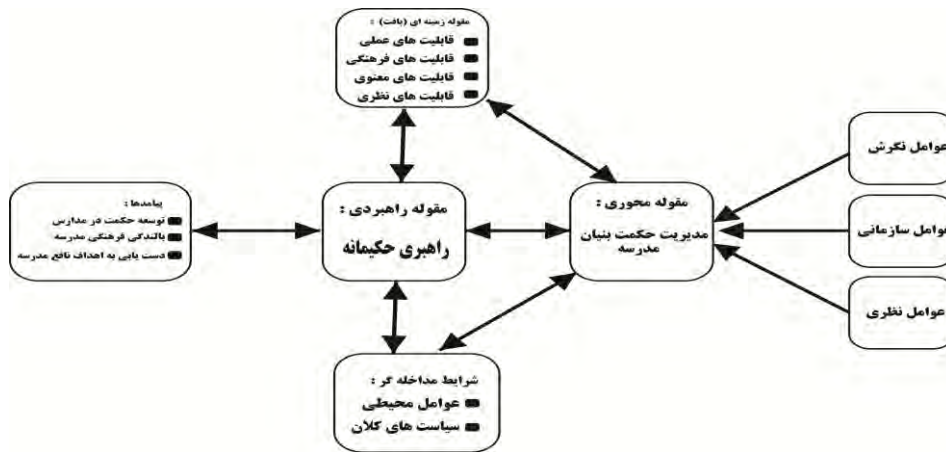 مقوله زمینه ای (بافت) :
قابلیت های عملی
قابلیت های فرهنگی
قابلیت های معنوی
قابلیت های نظری
عوامل نگرش
عوامل سازمانی
عوامل نظری
مقوله محوری :
مدیریت حکمت بنیان
مدرسه
مقوله راهبردی :
راهبری حکیمانه
پیامدها :
توسعه حکمت در مدارس
بالندگی فرهنگی مدرسه
دست یابی به اهداف نافع مدرسه
شرایط مداخله گر :
عوامل محیطی
سیاست های کلان